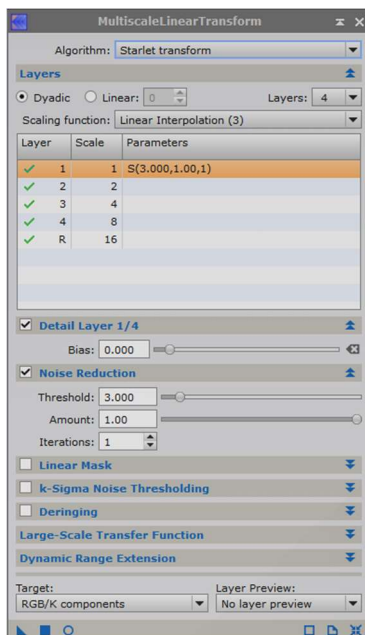 MultiscaleLinearTransform
Algorithm: Starlet transform
Layers
Dyadic Linear: 0 Layers: 4
Scaling function: Linear Interpolation (3)
Layer Scale Parameters
1 1 S(3.000,1.00,1)
2 2
3 4
4 8
R 16
Detail Layer 1/4
Bias: 0.000
Noise Reduction
Threshold: 3.000
Amount: 1.00
Iterations: 1
Linear Mask
k-Sigma Noise Thresholding
Deringing
Large-Scale Transfer Function
Dynamic Range Extension
Target: Layer Preview:
RGB/K components No layer preview